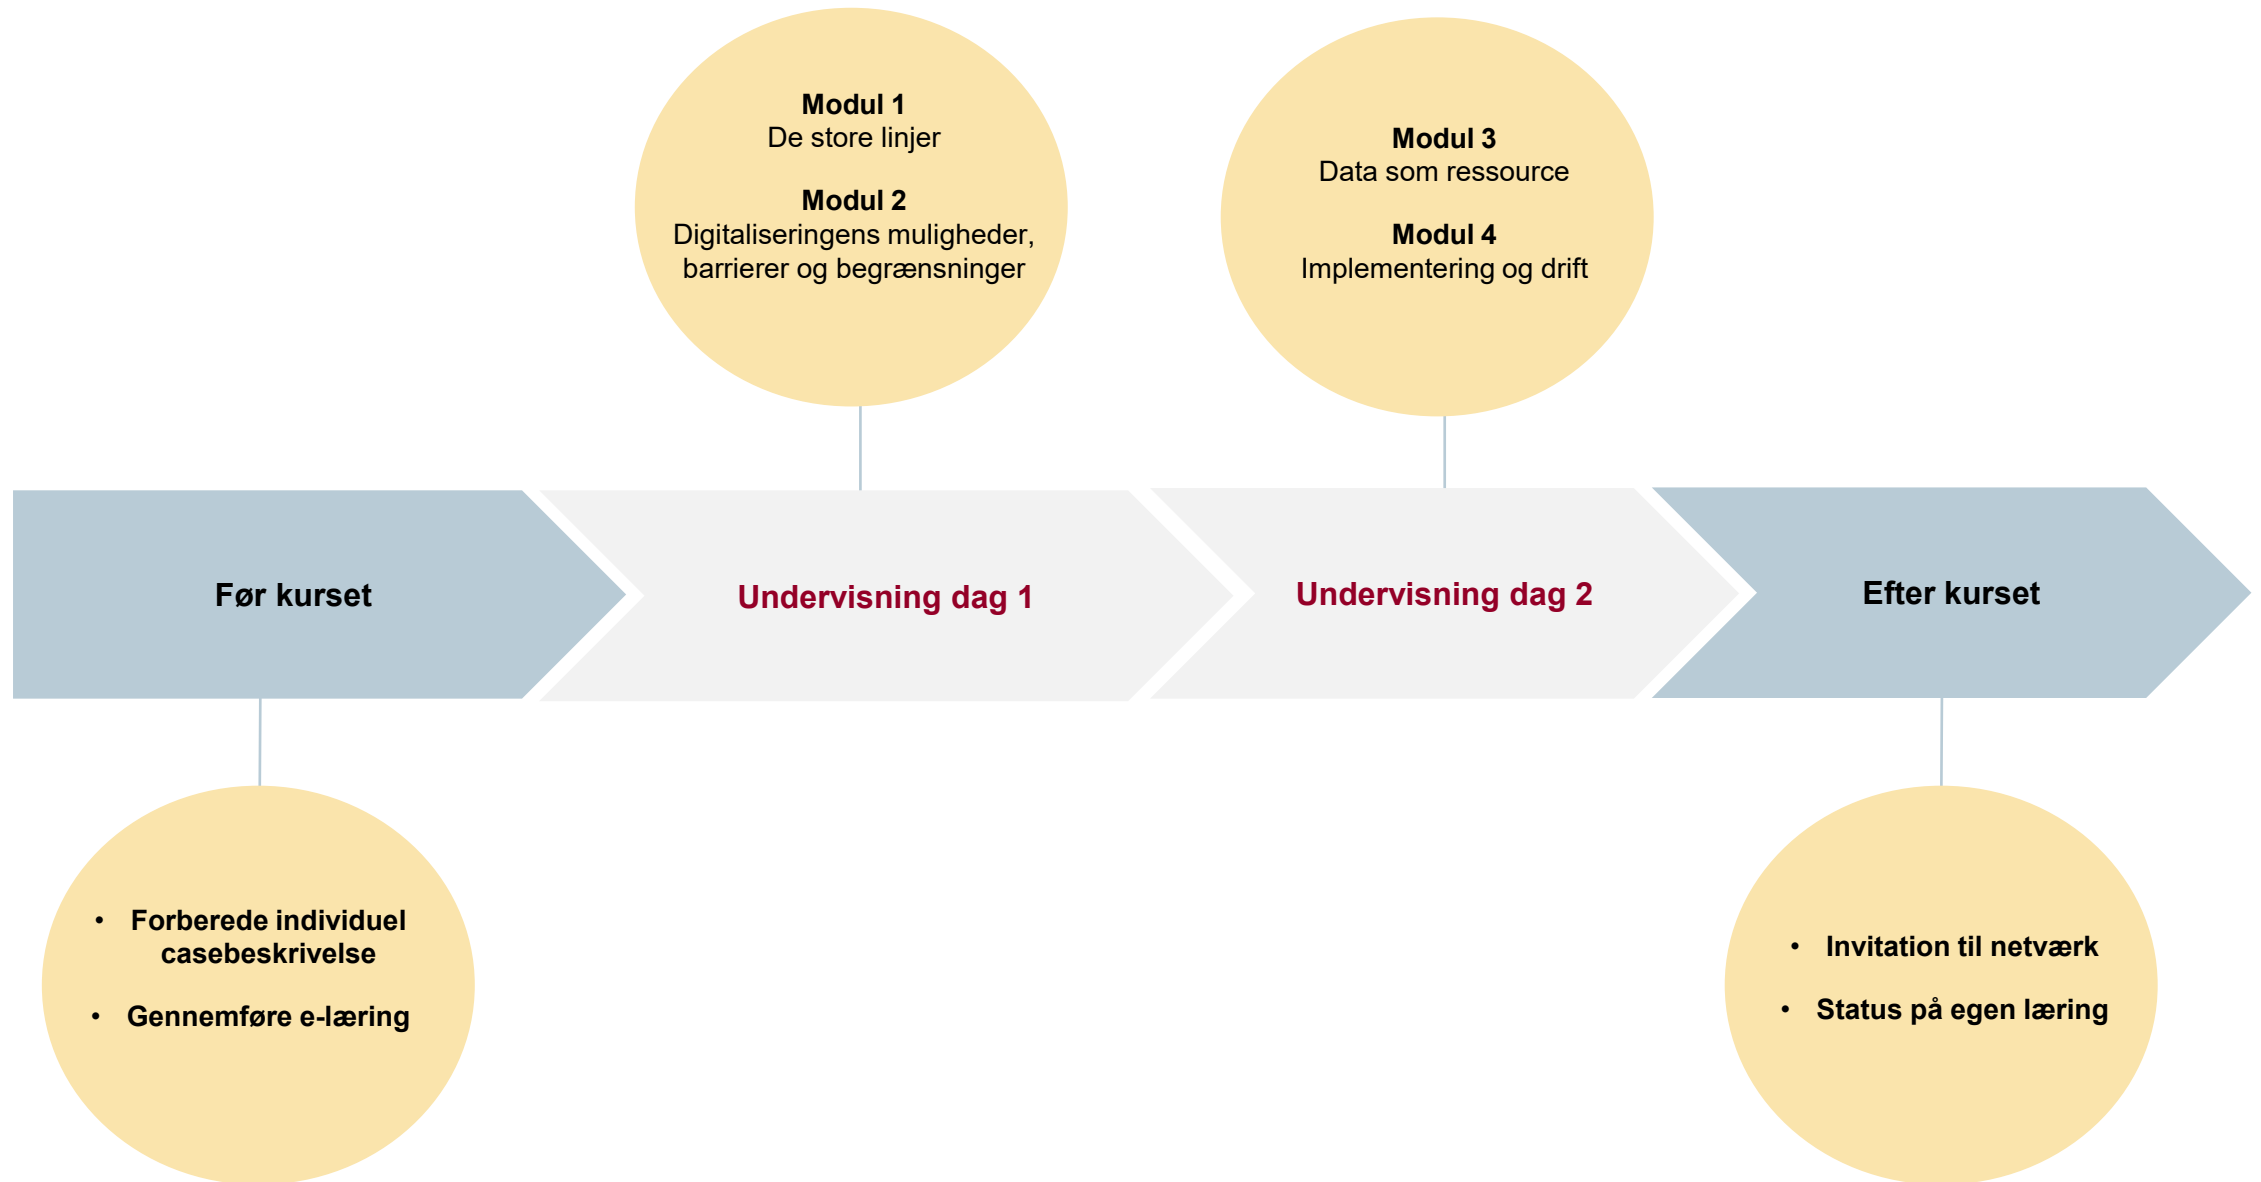 Modul 1
De store linjer
Modul 2
Digitaliseringens muligheder,
barrierer og begrænsninger
Modul 3
Data som ressource
Modul 4
Implementering og drift
Før kurset
Undervisning dag 1
Undervisning dag 2
Efter kurset
• Forberede individuel
casebeskrivelse
• Gennemføre e-læring
• Invitation til netværk
• Status på egen læring